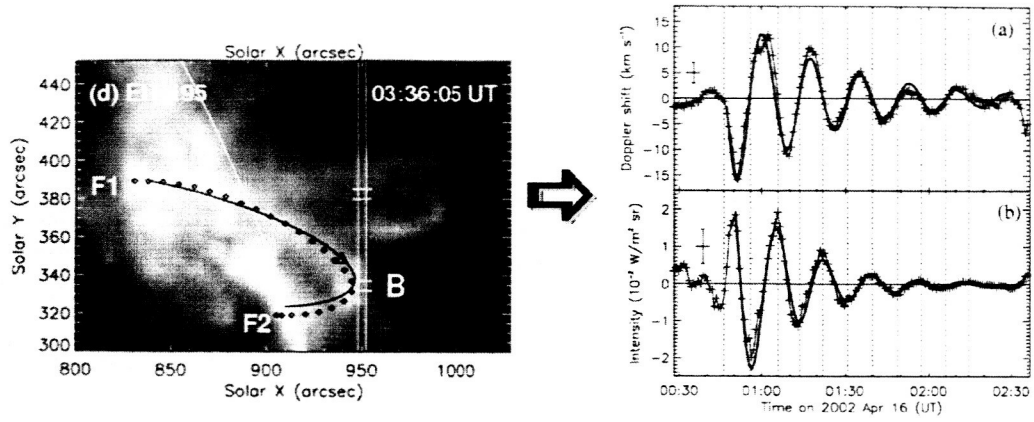 Solar X (arcsec)
(d)
03:36:05 UT
Solar Y (arcsec)
440
420
400
380
360
340
320
300
F1
F2
B
800
850
900
950
1000
Solar X (arcsec)
(a)
Doppler shift (km s⁻¹)
15
10
5
0
-5
-10
-15
(b)
Intensity (10⁻³ W/m² sr)
2
1
0
-1
-2
00:30
01:00
01:30
02:00
02:30
Time on 2002 Apr 16 (UT)